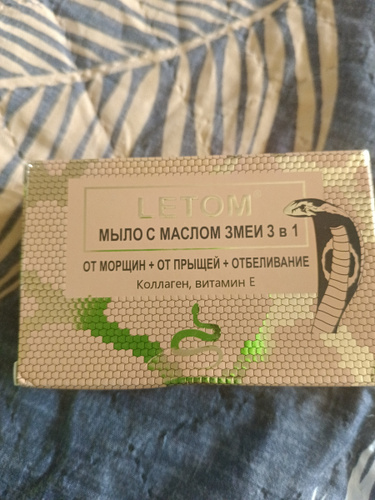 LETOM®
МЫЛО С МАСЛОМ ЗМЕИ 3 в 1
ОТ МОРЩИН + ОТ ПРЫЩЕЙ + ОТБЕЛИВАНИЕ
Коллаген, витамин Е